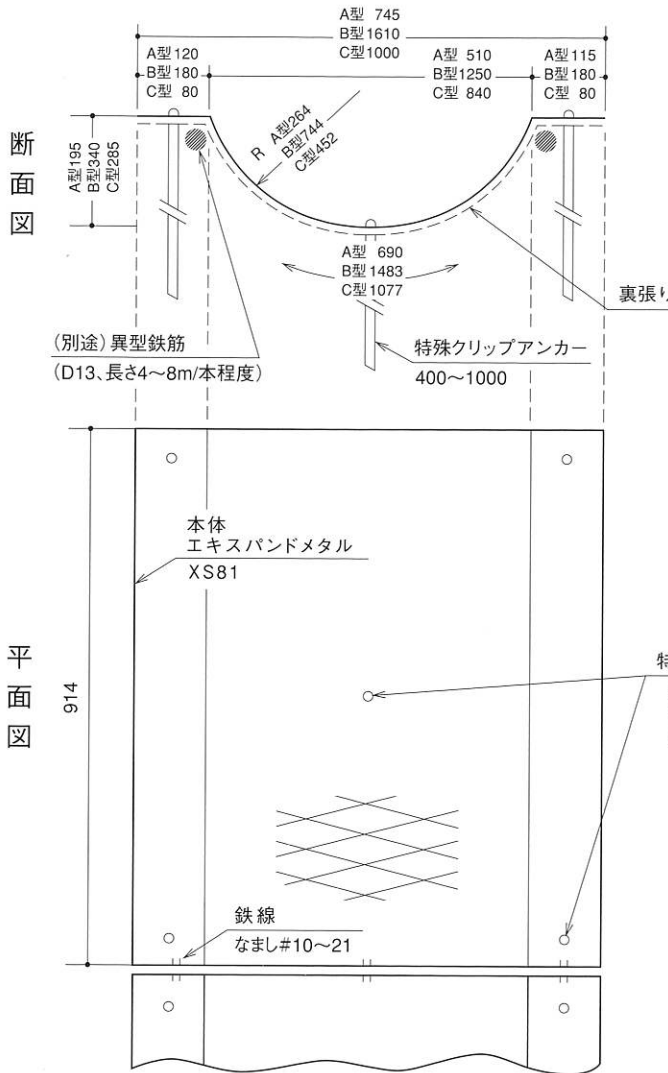 A型 745
B型1610
C型1000
A型120
B型180
C型 80
A型 510
B型1250
C型 840
A型115
B型180
C型 80
断面図
A型195
B型340
C型285
R
A型264
B型744
C型452
A型 690
B型1483
C型1077
裏張り
(別途)異型鉄筋
(D13、長さ4〜8m/本程度)
特殊クリップアンカー
400〜1000
本体
エキスパンドメタル
XS81
平面図
914
特
鉄線
なまし#10〜21